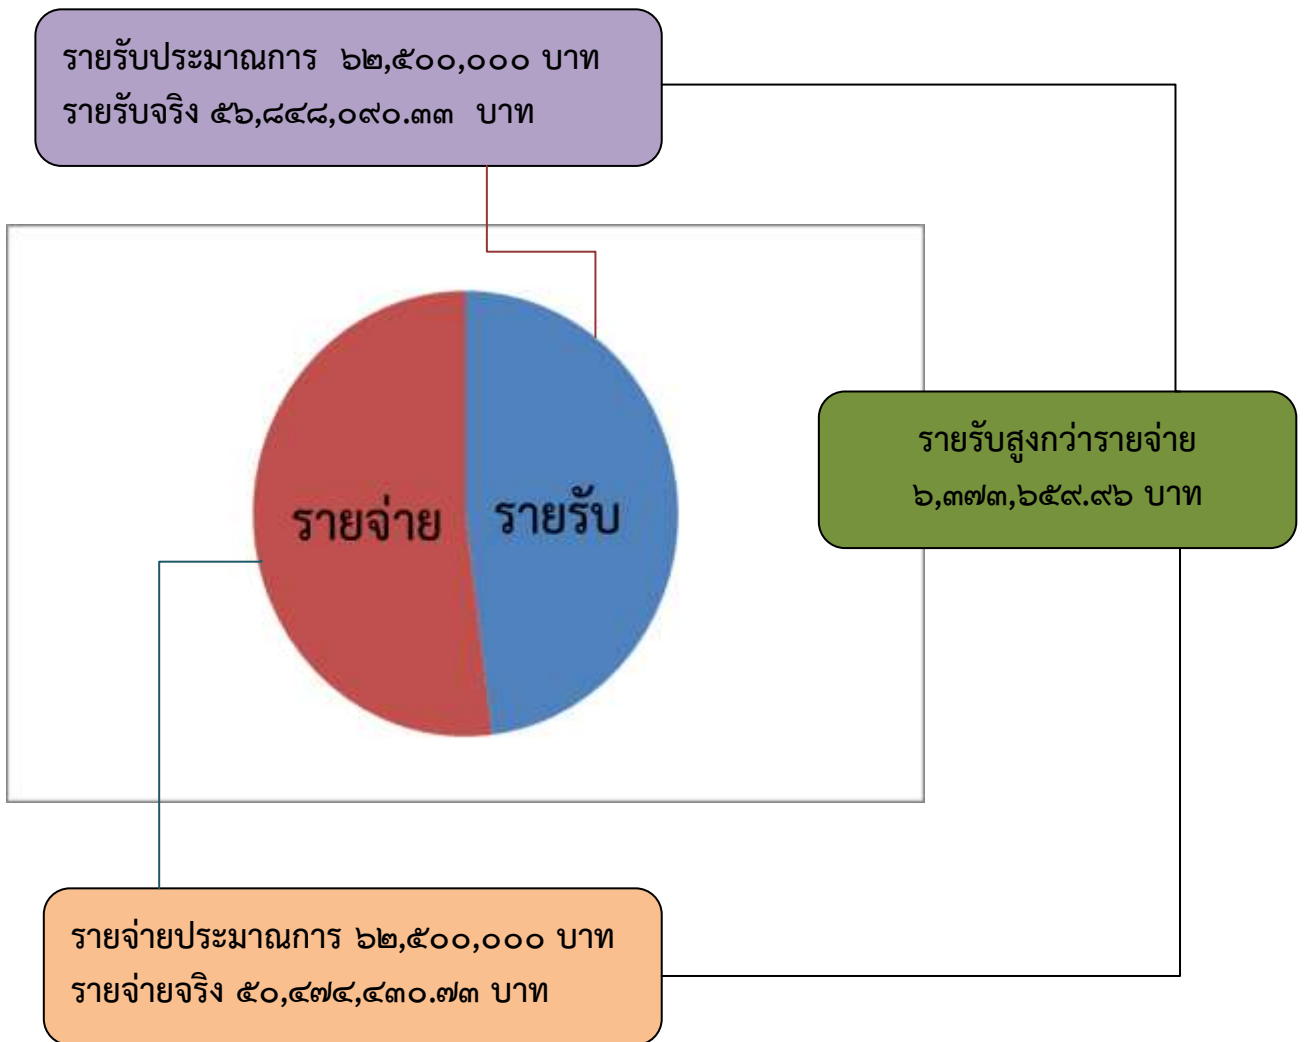 รายรับประมาณการ ๖๒,๕๐๐,๐๐๐ บาท
รายรับจริง ๕๖,๘๔๘,๐๙๐.๓๓ บาท
รายจ่าย
รายรับ
รายรับสูงกว่ารายจ่าย
๖,๓๗๓,๖๕๙.๙๖ บาท
รายจ่ายประมาณการ ๖๒,๕๐๐,๐๐๐ บาท
รายจ่ายจริง ๕๐,๔๗๔,๔๓๐.๗๓ บาท